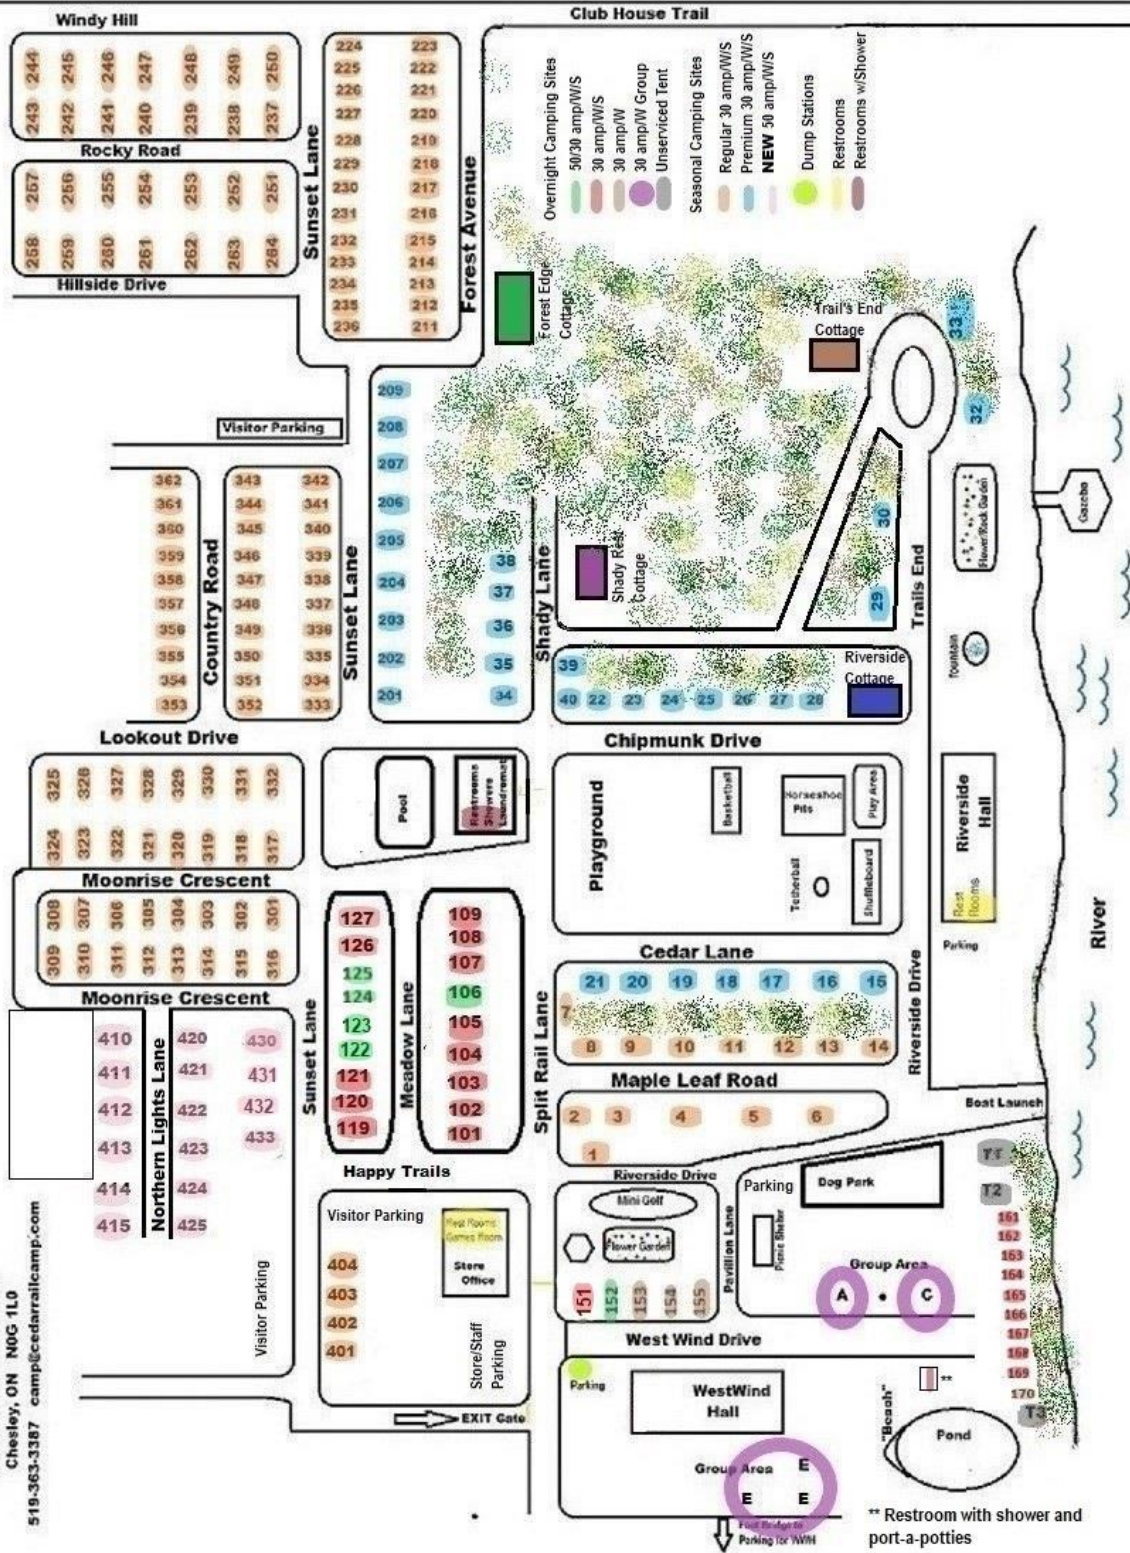 Windy Hill
Club House Trail
244 245 246 247 248 249 250
243 242 241 240 239 238 237
Rocky Road
257 256 255 254 253 252 251
258 259 260 261 262 263 264
Hillside Drive
Sunset Lane
224 223
225 222
226 221
227 220
228 219
229 218
230 217
231 216
232 215
233 214
234 213
235 212
236 211
Forest Avenue
Overnight Camping Sites
50/30 amp/W/S
30 amp/W/S
30 amp/W
30 amp/W Group
Unserviced Tent
Seasonal Camping Sites
Regular 30 amp/W/S
Premium 30 amp/W/S
NEW 50 amp/W/S
Dump Stations
Restrooms
Restrooms w/Shower
Forest Edge
Cottage
Trail's End
Cottage
33
32
Visitor Parking
209
208
207
206
205
204
203
202
201
38
37
36
35
34
Shady Lane
Shady Rest
Cottage
30
29
Trails End
Flower/Rock Garden
Gazebo
fountain
362
361
360
359
358
357
356
355
354
353
Country Road
343 342
344 341
345 340
346 339
347 338
348 337
349 336
350 335
351 334
352 333
Sunset Lane
39
40 22 23 24 25 26 27 28
Riverside
Cottage
Lookout Drive
Chipmunk Drive
325 326 327 328 329 330 331 332
324 323 322 321 320 319 318 317
Moonrise Crescent
308 307 306 305 304 303 302 301
309 310 311 312 313 314 315 316
Moonrise Crescent
Pool
Restrooms
Showers
Laundromat
Playground
Basketball
Horseshoe
Pits
Play Area
Tetherball
Shuffleboard
Riverside
Hall
Rest
Rooms
Parking
River
127
126
125
124
123
122
121
120
119
Sunset Lane
Meadow Lane
109
108
107
106
105
104
103
102
101
Split Rail Lane
Cedar Lane
21 20 19 18 17 16 15
7
8 9 10 11 12 13 14
Riverside Drive
Maple Leaf Road
2 3 4 5 6
1
Boat Launch
410 420 430
411 421 431
412 422 432
413 423 433
414 424
415 425
Northern Lights Lane
Visitor Parking
Happy Trails
Visitor Parking
Rest Rooms
Games Room
Store
Office
404
403
402
401
Store/Staff
Parking
EXIT Gate
Riverside Drive
Mini Golf
Flower Garden
151 152 153 154 155
Pavillion Lane
Parking
Dog Park
Picnic Shelter
Group Area
A C
T1
T2
161
162
163
164
165
166
167
168
169
170
T3
West Wind Drive
Parking
WestWind
Hall
Group Area E
E E
Foot Bridge to
Parking for WWH
**
"Beach"
Pond
** Restroom with shower and
port-a-potties
Chesley, ON N0G 1L0
519-363-3387 camp@cedarrailcamp.com